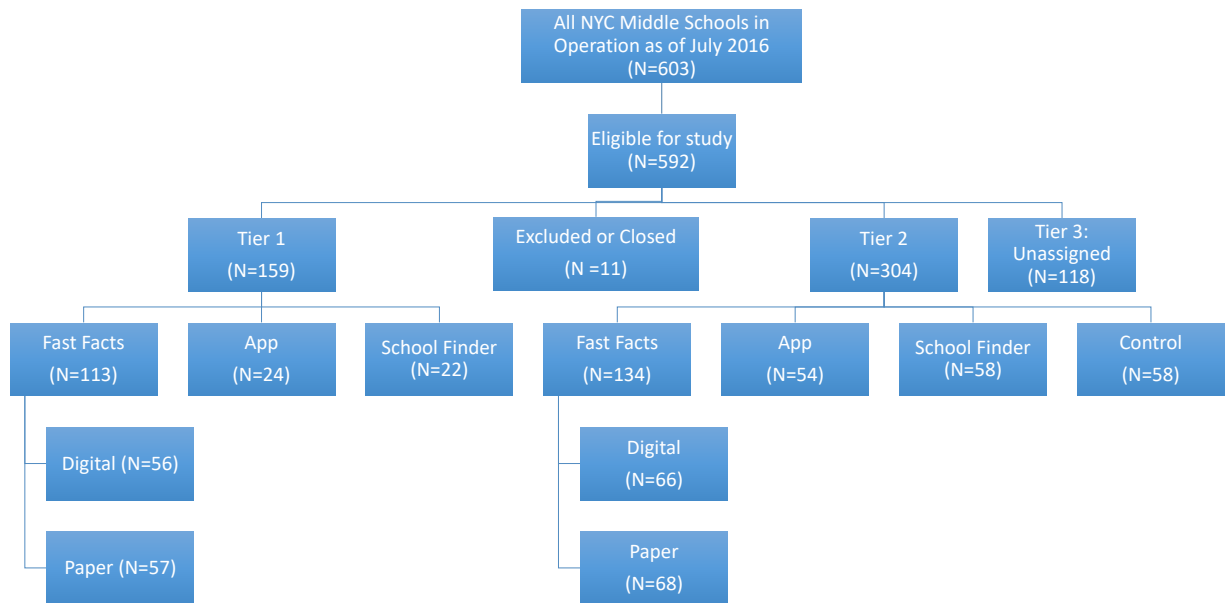 All NYC Middle Schools in
Operation as of July 2016
(N=603)
Eligible for study
(N=592)
Tier 1
(N=159)
Excluded or Closed
(N =11)
Tier 2
(N=304)
Tier 3:
Unassigned
(N=118)
Fast Facts
(N=113)
App
(N=24)
School Finder
(N=22)
Fast Facts
(N=134)
App
(N=54)
School Finder
(N=58)
Control
(N=58)
Digital (N=56)
Paper (N=57)
Digital
(N=66)
Paper
(N=68)